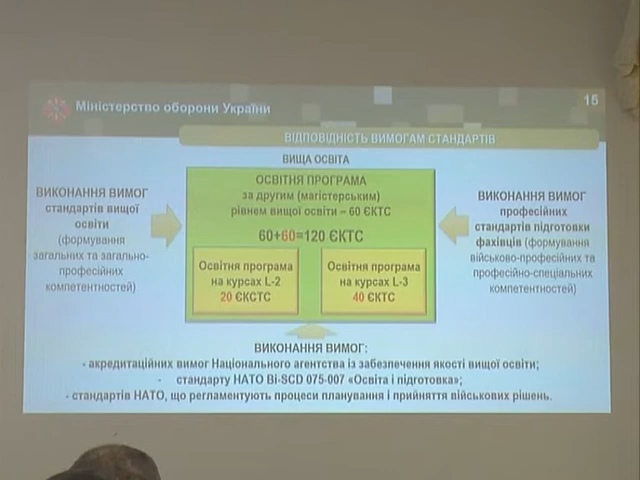 Міністерство оборони України
15
ВІДПОВІДНІСТЬ ВИМОГАМ СТАНДАРТІВ
ВИЩА ОСВІТА
ОСВІТНЯ ПРОГРАМА
за другим (магістерським)
рівнем вищої освіти – 60 ЄКТС
60+60=120 ЄКТС
Освітня програма
на курсах L-2
20 ЄКСТС
Освітня програма
на курсах L-3
40 ЄКТС
ВИКОНАННЯ ВИМОГ
стандартів вищої
освіти
(формування
загальних та загально-
професійних
компетентностей)
ВИКОНАННЯ ВИМОГ
професійних
стандартів підготовки
фахівців (формування
військово-професійних та
професійно-спеціальних
компетентностей)
ВИКОНАННЯ ВИМОГ:
- акредитаційних вимог Національного агентства із забезпечення якості вищої освіти;
- стандарту НАТО Bi-SCD 075-007 «Освіта і підготовка»;
- стандартів НАТО, що регламентують процеси планування і прийняття військових рішень.